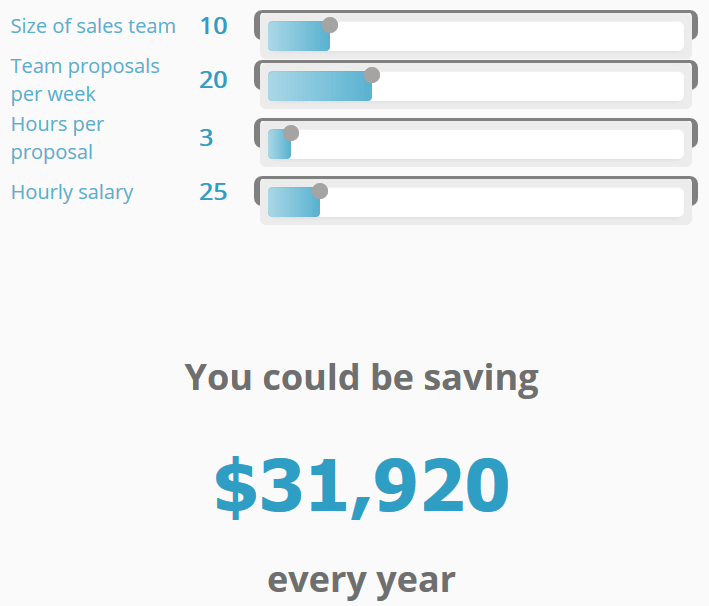 Size of sales team 10
Team proposals
per week 20
Hours per
proposal 3
Hourly salary 25
You could be saving
$31,920
every year